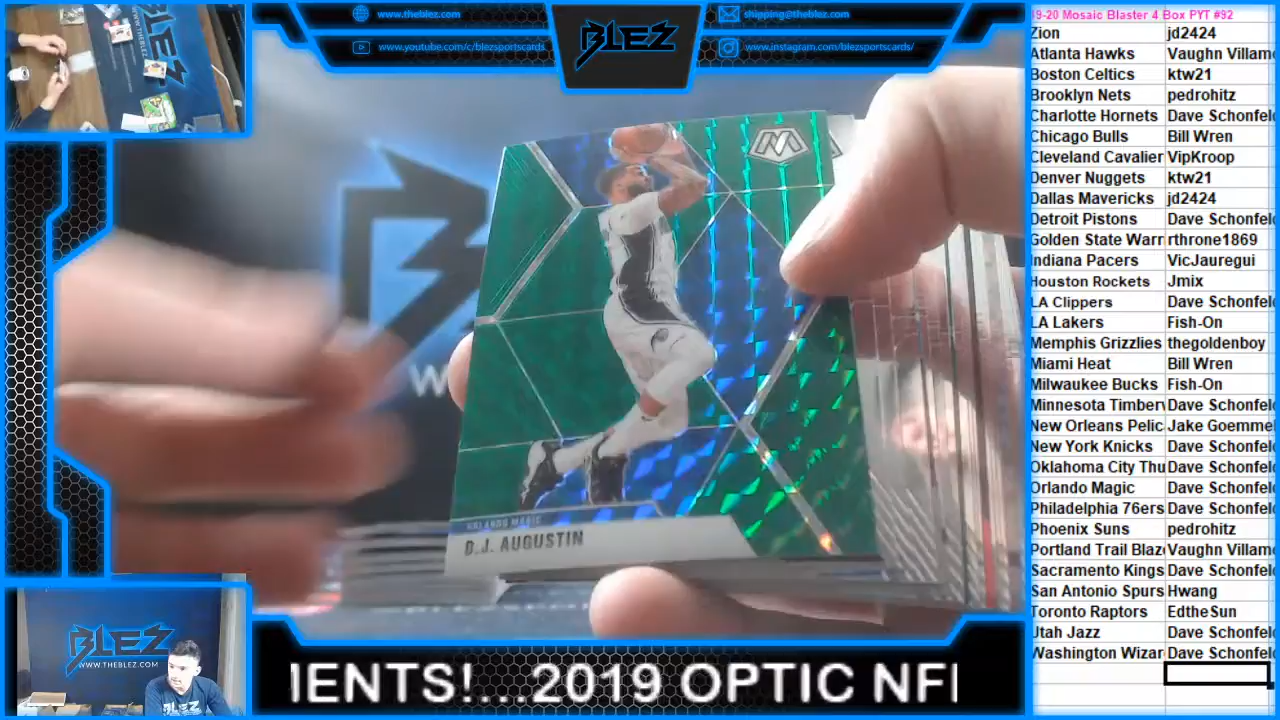 www.theblez.com
shipping@theblez.com
www.youtube.com/c/blezsportscards
www.instagram.com/blezsportscards/
BLEZ
ORLANDO MAGIC
D.J. AUGUSTIN
BLEZ
WWW.THEBLEZ.COM
BLEZ
IENTS!...2019 OPTIC NFL
9-20 Mosaic Blaster 4 Box PYT #92
Zion jd2424
Atlanta Hawks Vaughn Villam
Boston Celtics ktw21
Brooklyn Nets pedrohitz
Charlotte Hornets Dave Schonfel
Chicago Bulls Bill Wren
Cleveland Cavalier VipKroop
Denver Nuggets ktw21
Dallas Mavericks jd2424
Detroit Pistons Dave Schonfel
Golden State Warr rthrone1869
Indiana Pacers VicJauregui
Houston Rockets Jmix
LA Clippers Dave Schonfel
LA Lakers Fish-On
Memphis Grizzlies thegoldenboy
Miami Heat Bill Wren
Milwaukee Bucks Fish-On
Minnesota Timberv Dave Schonfel
New Orleans Pelic Jake Goemmel
New York Knicks Dave Schonfel
Oklahoma City Thu Dave Schonfel
Orlando Magic Dave Schonfel
Philadelphia 76ers Dave Schonfel
Phoenix Suns pedrohitz
Portland Trail Blaz Vaughn Villam
Sacramento Kings Dave Schonfel
San Antonio Spurs Hwang
Toronto Raptors EdtheSun
Utah Jazz Dave Schonfel
Washington Wizar Dave Schonfel